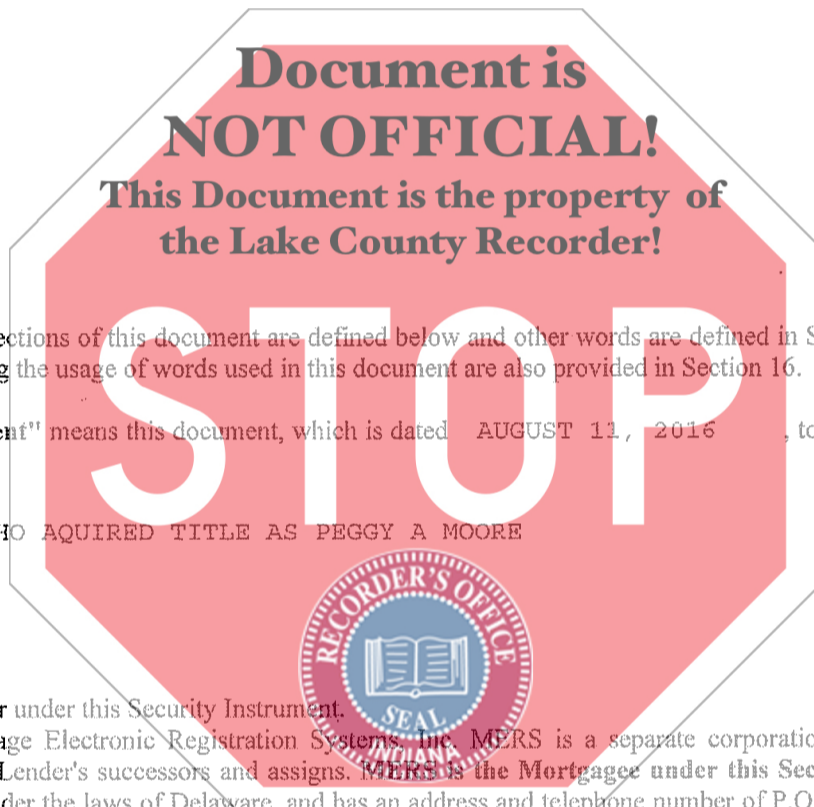 Document is
NOT OFFICIAL!
This Document is the property of
the Lake County Recorder!
ections of this document are defined below and other words are defined in S
g the usage of words used in this document are also provided in Section 16.
ent" means this document, which is dated AUGUST 11, 2016 , to
STOP
HO AQUIRED TITLE AS PEGGY A MOORE
RECORDER'S OFFICE
SEAL
INDIANA
r under this Security Instrument.
age Electronic Registration Systems, Inc. MERS is a separate corporatio
Lender's successors and assigns. MERS is the Mortgagee under this Sec
der the laws of Delaware, and has an address and telephone number of P.O